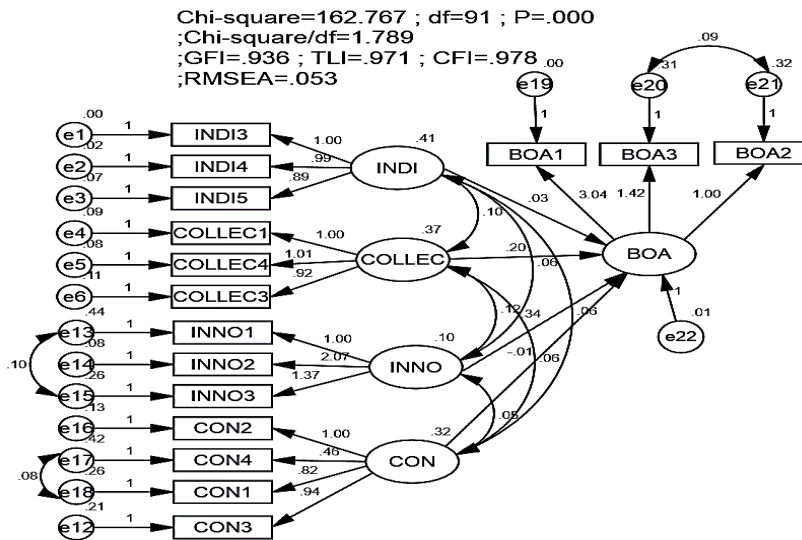 Chi-square=162.767 ; df=91 ; P=.000
;Chi-square/df=1.789
;GFI=.936 ; TLI=.971 ; CFI=.978
;RMSEA=.053
.09
.00
.31
.32
e19
e20
e21
1
1
1
BOA1
BOA3
BOA2
3.04
1.42
1.00
.00
e1
1
INDI3
1.00
.41
.02
e2
1
INDI4
.99
INDI
.07
e3
1
INDI5
.89
.03
.09
e4
1
COLLEC1
1.00
.10
.37
.08
e5
1
COLLEC4
1.01
COLLEC
.20
.06
BOA
.11
e6
1
COLLEC3
.92
1
.01
e22
.44
e13
1
INNO1
1.00
.10
.12
.34
.06
.08
e14
1
INNO2
2.07
INNO
-.01
.06
.10
.26
e15
1
INNO3
1.37
.13
e16
1
CON2
1.00
.32
.05
.42
e17
1
CON4
.46
CON
.08
.26
e18
1
CON1
.82
.21
e12
1
CON3
.94